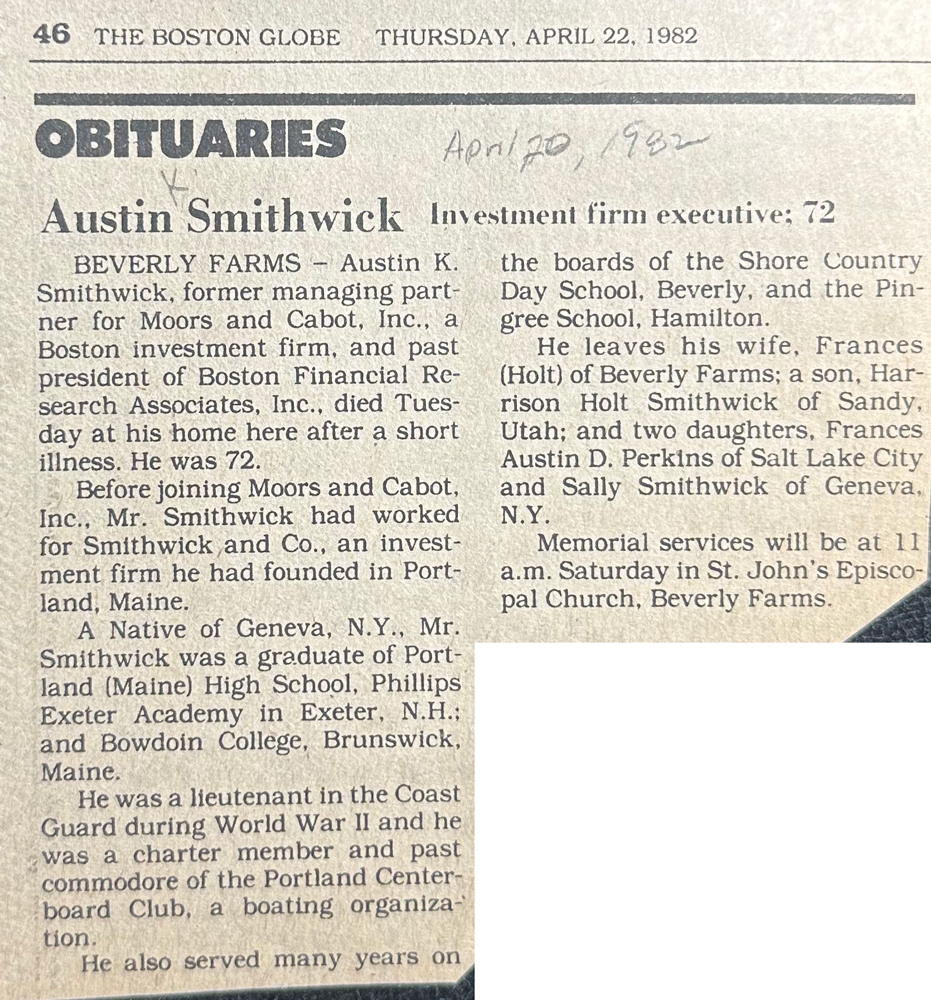 46 THE BOSTON GLOBE THURSDAY, APRIL 22, 1982
OBITUARIES
April 20, 1982
K
Austin Smithwick Investment firm executive; 72
BEVERLY FARMS – Austin K.
Smithwick, former managing part-
ner for Moors and Cabot, Inc., a
Boston investment firm, and past
president of Boston Financial Re-
search Associates, Inc., died Tues-
day at his home here after a short
illness. He was 72.
Before joining Moors and Cabot,
Inc., Mr. Smithwick had worked
for Smithwick and Co., an invest-
ment firm he had founded in Port-
land, Maine.
A Native of Geneva, N.Y., Mr.
Smithwick was a graduate of Port-
land (Maine) High School, Phillips
Exeter Academy in Exeter, N.H.;
and Bowdoin College, Brunswick,
Maine.
He was a lieutenant in the Coast
Guard during World War II and he
was a charter member and past
commodore of the Portland Center-
board Club, a boating organiza-
tion.
He also served many years on
the boards of the Shore Country
Day School, Beverly, and the Pin-
gree School, Hamilton.
He leaves his wife, Frances
(Holt) of Beverly Farms; a son, Har-
rison Holt Smithwick of Sandy,
Utah; and two daughters, Frances
Austin D. Perkins of Salt Lake City
and Sally Smithwick of Geneva,
N.Y.
Memorial services will be at 11
a.m. Saturday in St. John's Episco-
pal Church, Beverly Farms.